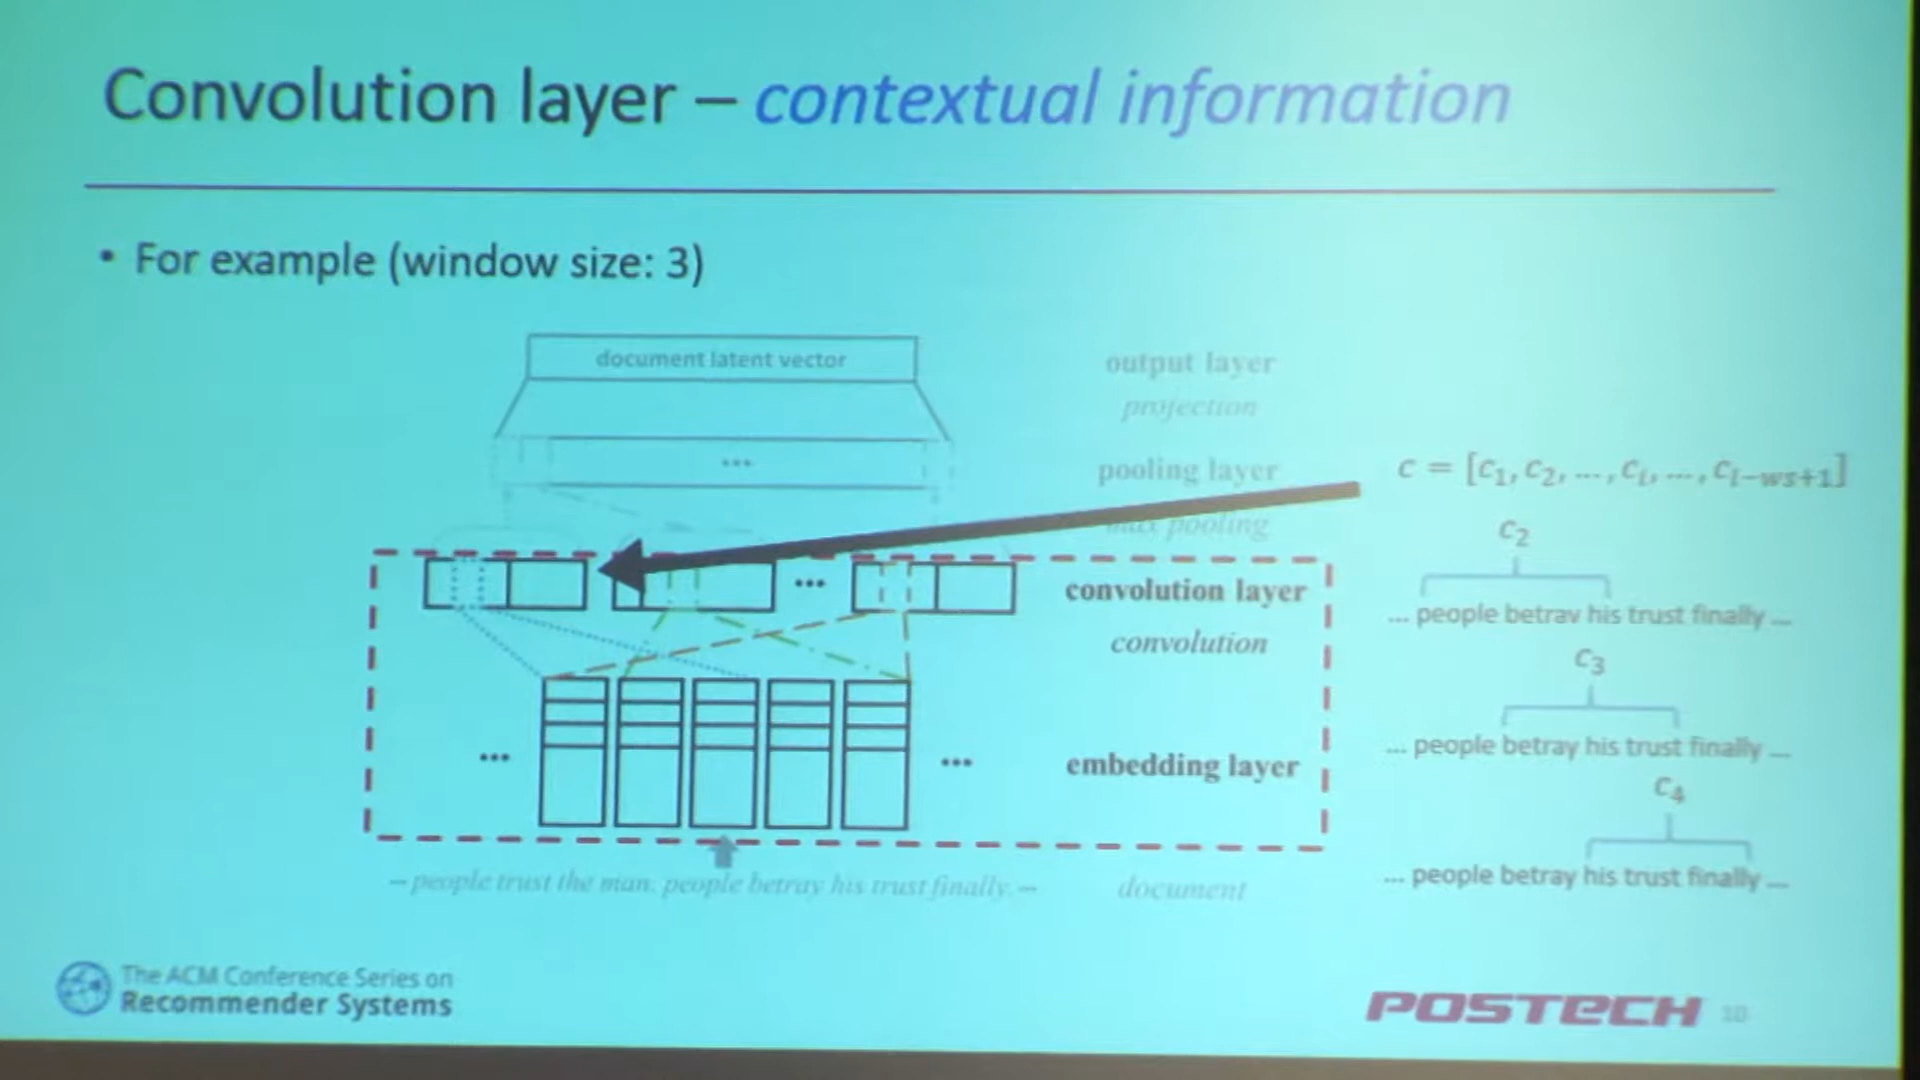 Convolution layer – contextual information
• For example (window size: 3)
document latent vector
output layer
projection
...
pooling layer
max pooling
c = [c₁, c₂, ..., cᵢ, ..., c_{l−ws+1}]
...
convolution layer
convolution
c₂
... people betray his trust finally ...
c₃
... people betray his trust finally ...
c₄
... people betray his trust finally ...
...
...
embedding layer
... people trust the man. people betray his trust finally. ...
document
The ACM Conference Series on
Recommender Systems
POSTECH
10